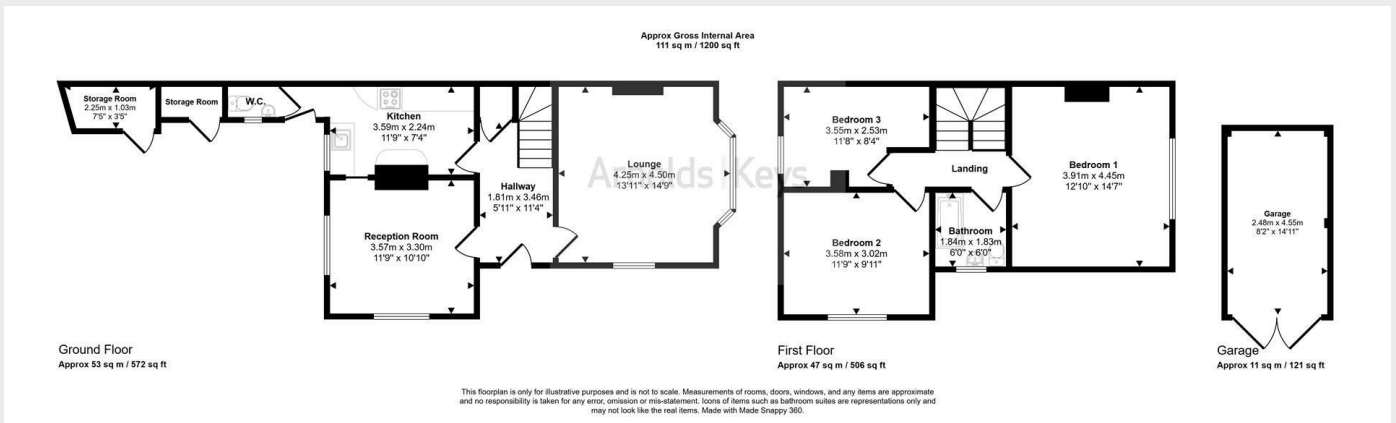 Approx Gross Internal Area
111 sq m / 1200 sq ft
Storage Room
2.25m x 1.03m
7'5" x 3'5"
Storage Room
W.C.
Kitchen
3.59m x 2.24m
11'9" x 7'4"
Hallway
1.81m x 3.46m
5'11" x 11'4"
Lounge
4.25m x 4.50m
13'11" x 14'9"
Reception Room
3.57m x 3.30m
11'9" x 10'10"
Ground Floor
Approx 53 sq m / 572 sq ft
Bedroom 3
3.55m x 2.53m
11'8" x 8'4"
Landing
Bedroom 1
3.91m x 4.45m
12'10" x 14'7"
Bedroom 2
3.58m x 3.02m
11'9" x 9'11"
Bathroom
1.84m x 1.83m
6'0" x 6'0"
First Floor
Approx 47 sq m / 506 sq ft
Garage
2.48m x 4.55m
8'2" x 14'11"
Garage
Approx 11 sq m / 121 sq ft
Arnolds | Keys
This floorplan is only for illustrative purposes and is not to scale. Measurements of rooms, doors, windows, and any items are approximate
and no responsibility is taken for any error, omission or mis-statement. Icons of items such as bathroom suites are representations only and
may not look like the real items. Made with Made Snappy 360.